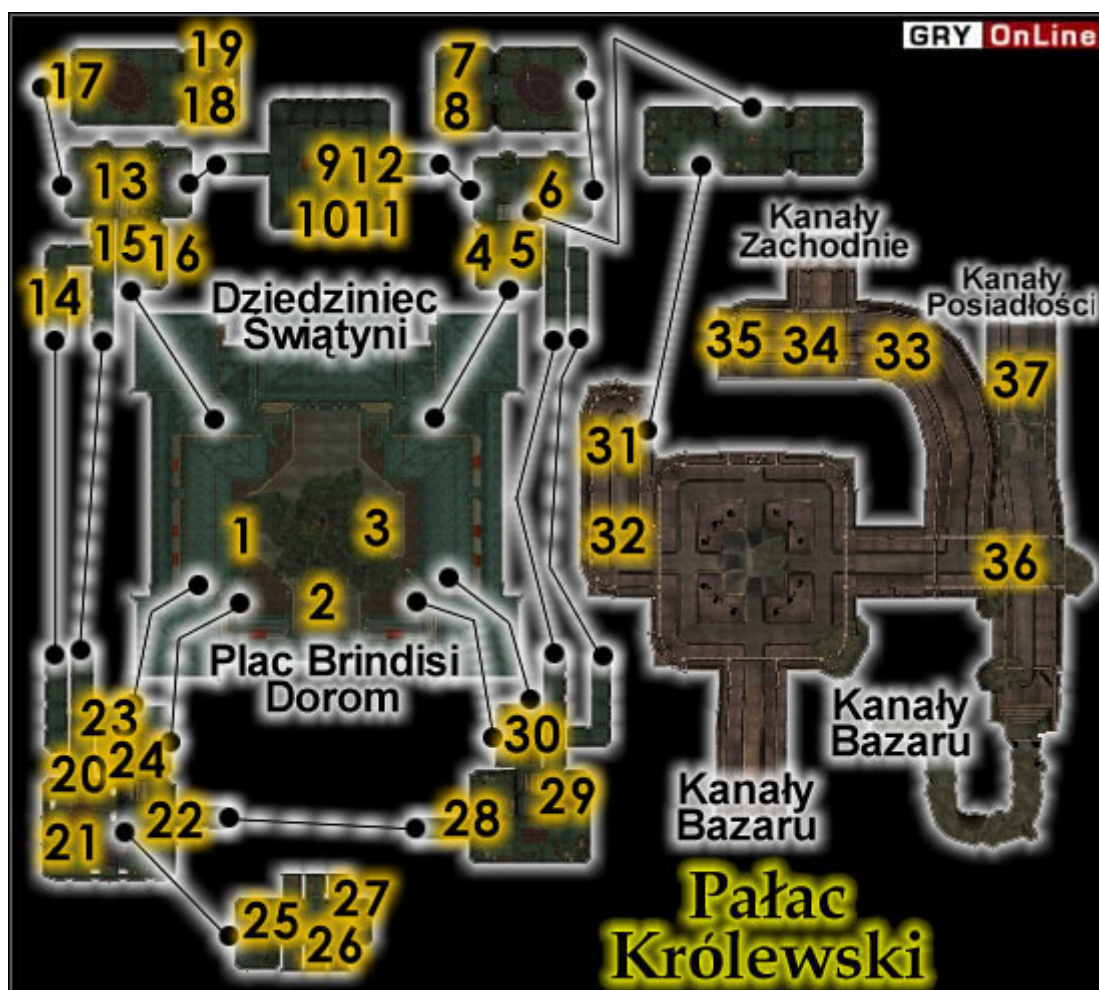 GRY OnLine
17
19
18
7
8
13
9 12
10 11
6
15 16
4 5
14
Dziedziniec
Świątyni
Kanały
Zachodnie
Kanały
Posiadłości
35 34 33
37
31
32
36
1
3
2
Plac Brindisi
Dorom
23
24
20
21
22
30
29
28
25
27
26
Kanały
Bazaru
Kanały
Bazaru
Pałac
Królewski